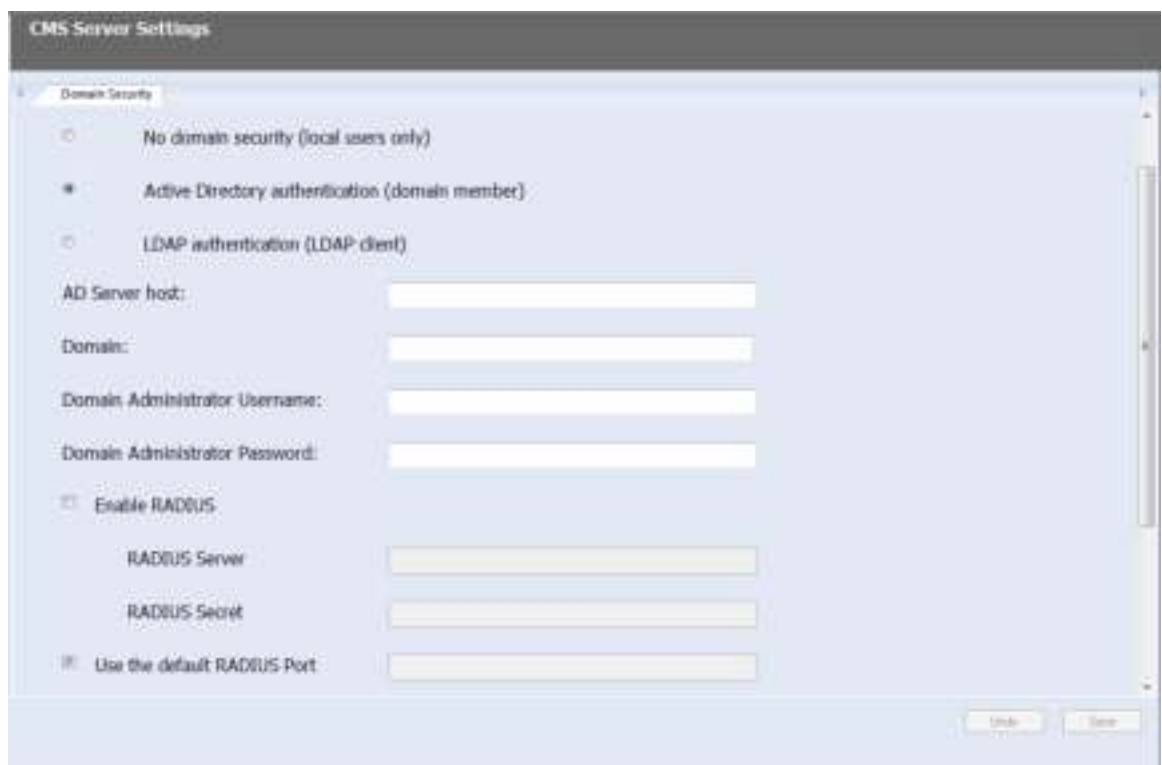 CMS Server Settings
Domain Security
No domain security (local users only)
Active Directory authentication (domain member)
LDAP authentication (LDAP client)
AD Server host:
Domain:
Domain Administrator Username:
Domain Administrator Password:
Enable RADIUS
RADIUS Server
RADIUS Secret
Use the default RADIUS Port
Undo Save